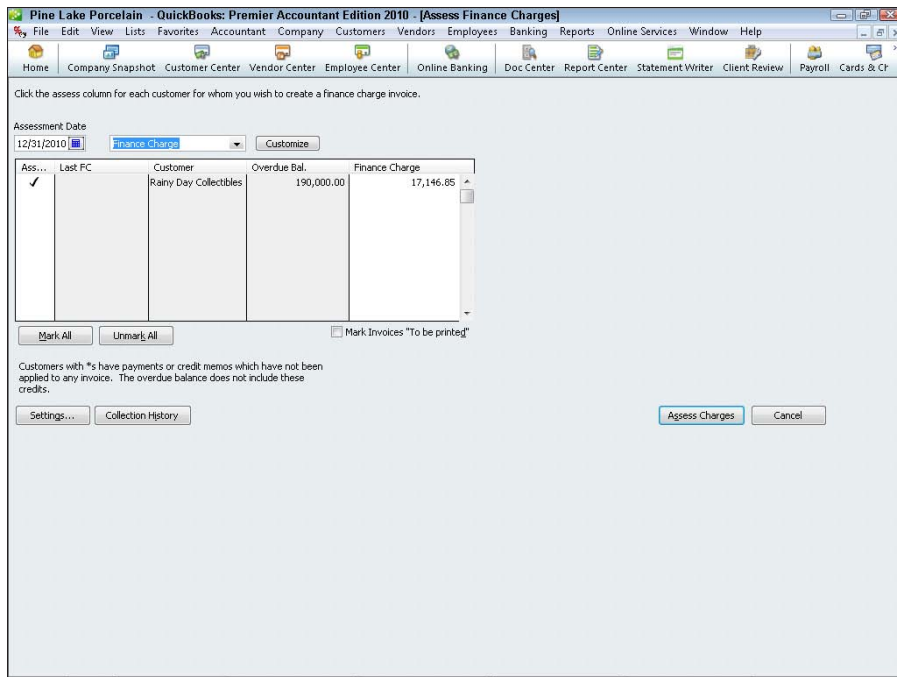 Pine Lake Porcelain - QuickBooks: Premier Accountant Edition 2010 - [Assess Finance Charges]
File Edit View Lists Favorites Accountant Company Customers Vendors Employees Banking Reports Online Services Window Help
Home Company Snapshot Customer Center Vendor Center Employee Center Online Banking Doc Center Report Center Statement Writer Client Review Payroll Cards & Ch
Click the assess column for each customer for whom you wish to create a finance charge invoice.
Assessment Date
12/31/2010 Finance Charge Customize
Ass... Last FC Customer Overdue Bal. Finance Charge
Rainy Day Collectibles 190,000.00 17,146.85
Mark All Unmark All Mark Invoices "To be printed"
Customers with *s have payments or credit memos which have not been
applied to any invoice. The overdue balance does not include these
credits.
Settings... Collection History Assess Charges Cancel